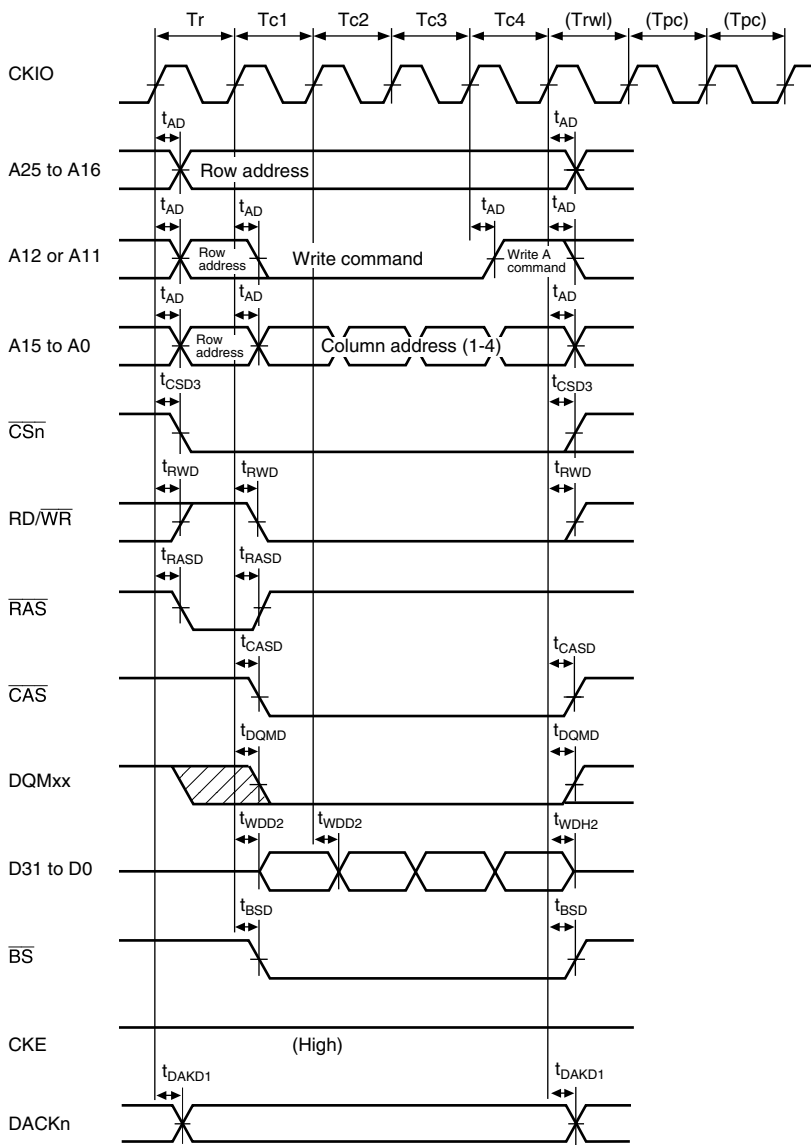 Tr Tc1 Tc2 Tc3 Tc4 (Trwl) (Tpc) (Tpc)
CKIO
tAD tAD
A25 to A16 Row address
tAD tAD tAD tAD
A12 or A11 Row address Write command Write A command
tAD tAD tAD
A15 to A0 Row address Column address (1-4)
tCSD3 tCSD3
CSn
tRWD tRWD tRWD
RD/WR
tRASD tRASD
RAS
tCASD tCASD
CAS
tDQMD tDQMD
DQMxx
tWDD2 tWDD2 tWDH2
D31 to D0
tBSD tBSD
BS
CKE (High)
tDAKD1 tDAKD1
DACKn